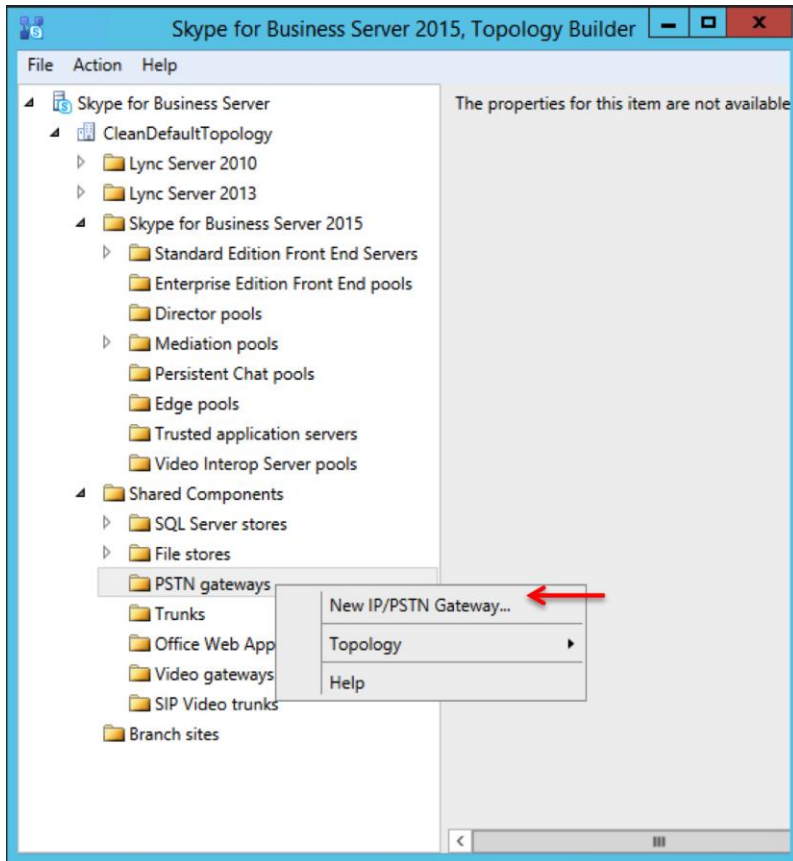 Skype for Business Server 2015, Topology Builder
File Action Help
Skype for Business Server
The properties for this item are not available
CleanDefaultTopology
Lync Server 2010
Lync Server 2013
Skype for Business Server 2015
Standard Edition Front End Servers
Enterprise Edition Front End pools
Director pools
Mediation pools
Persistent Chat pools
Edge pools
Trusted application servers
Video Interop Server pools
Shared Components
SQL Server stores
File stores
PSTN gateways
New IP/PSTN Gateway...
Trunks
Topology
Office Web App
Video gateways
Help
SIP Video trunks
Branch sites